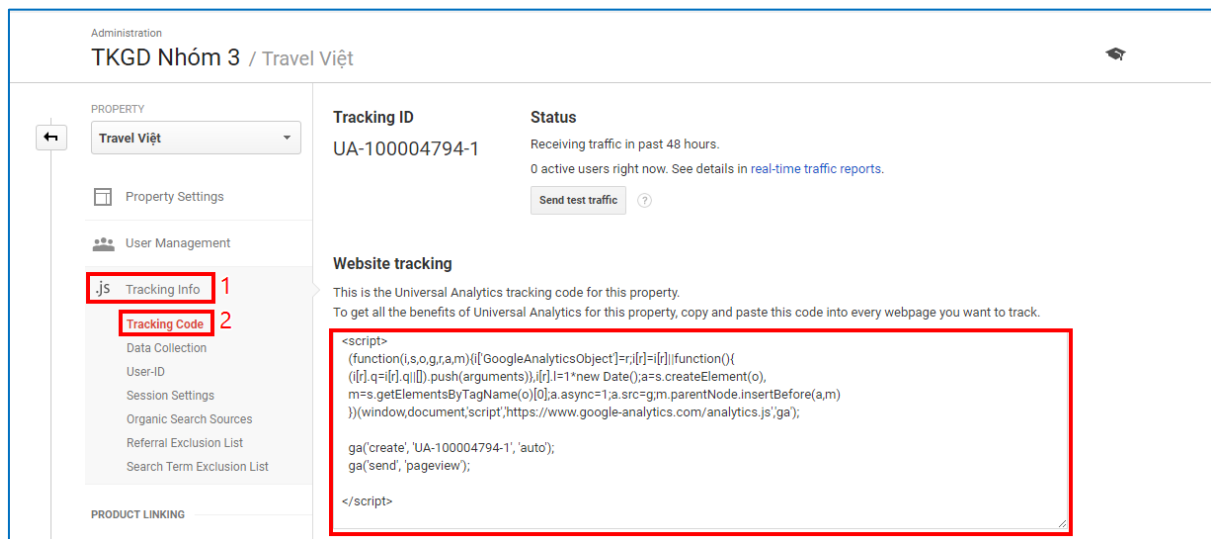 Administration
TKGD Nhóm 3 / Travel Việt
PROPERTY
Travel Việt
Property Settings
User Management
.js Tracking Info 1
Tracking Code 2
Data Collection
User-ID
Session Settings
Organic Search Sources
Referral Exclusion List
Search Term Exclusion List
PRODUCT LINKING
Tracking ID
UA-100004794-1
Status
Receiving traffic in past 48 hours.
0 active users right now. See details in real-time traffic reports.
Send test traffic ?
Website tracking
This is the Universal Analytics tracking code for this property.
To get all the benefits of Universal Analytics for this property, copy and paste this code into every webpage you want to track.
<script>
(function(i,s,o,g,r,a,m){i['GoogleAnalyticsObject']=r;i[r]=i[r]||function(){
(i[r].q=i[r].q||[]).push(arguments)},i[r].l=1*new Date();a=s.createElement(o),
m=s.getElementsByTagName(o)[0];a.async=1;a.src=g;m.parentNode.insertBefore(a,m)
})(window,document,'script','https://www.google-analytics.com/analytics.js','ga');
ga('create', 'UA-100004794-1', 'auto');
ga('send', 'pageview');
</script>